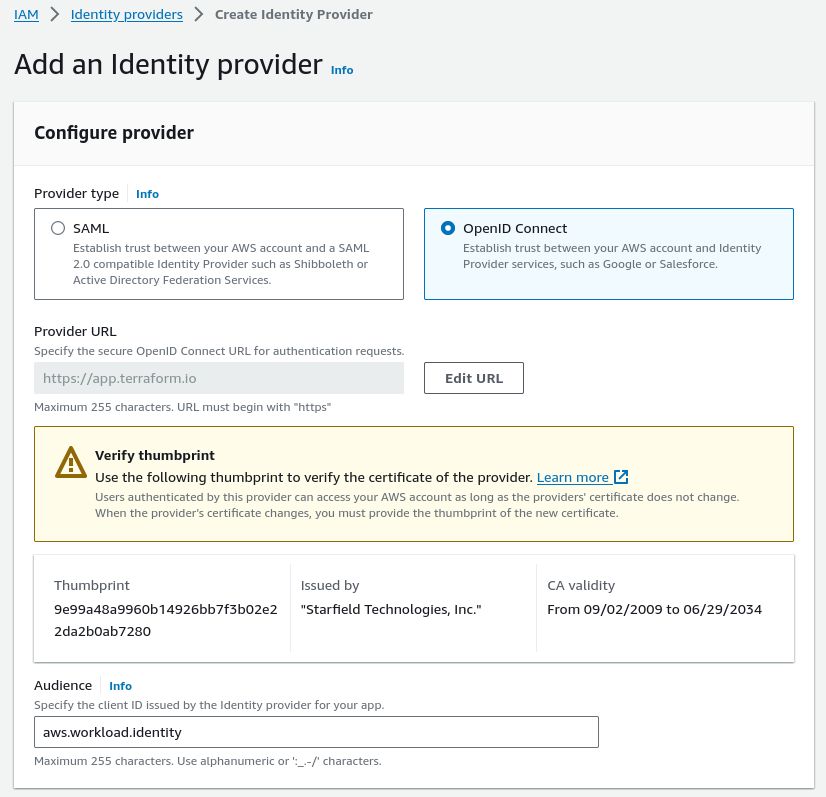 IAM > Identity providers > Create Identity Provider
Add an Identity provider Info
Configure provider
Provider type Info
SAML
Establish trust between your AWS account and a SAML
2.0 compatible Identity Provider such as Shibboleth or
Active Directory Federation Services.
OpenID Connect
Establish trust between your AWS account and Identity
Provider services, such as Google or Salesforce.
Provider URL
Specify the secure OpenID Connect URL for authentication requests.
https://app.terraform.io
Edit URL
Maximum 255 characters. URL must begin with "https"
Verify thumbprint
Use the following thumbprint to verify the certificate of the provider. Learn more
Users authenticated by this provider can access your AWS account as long as the providers' certificate does not change.
When the provider's certificate changes, you must provide the thumbprint of the new certificate.
Thumbprint
9e99a48a9960b14926bb7f3b02e2
2da2b0ab7280
Issued by
"Starfield Technologies, Inc."
CA validity
From 09/02/2009 to 06/29/2034
Audience Info
Specify the client ID issued by the Identity provider for your app.
aws.workload.identity
Maximum 255 characters. Use alphanumeric or ':_.-/' characters.